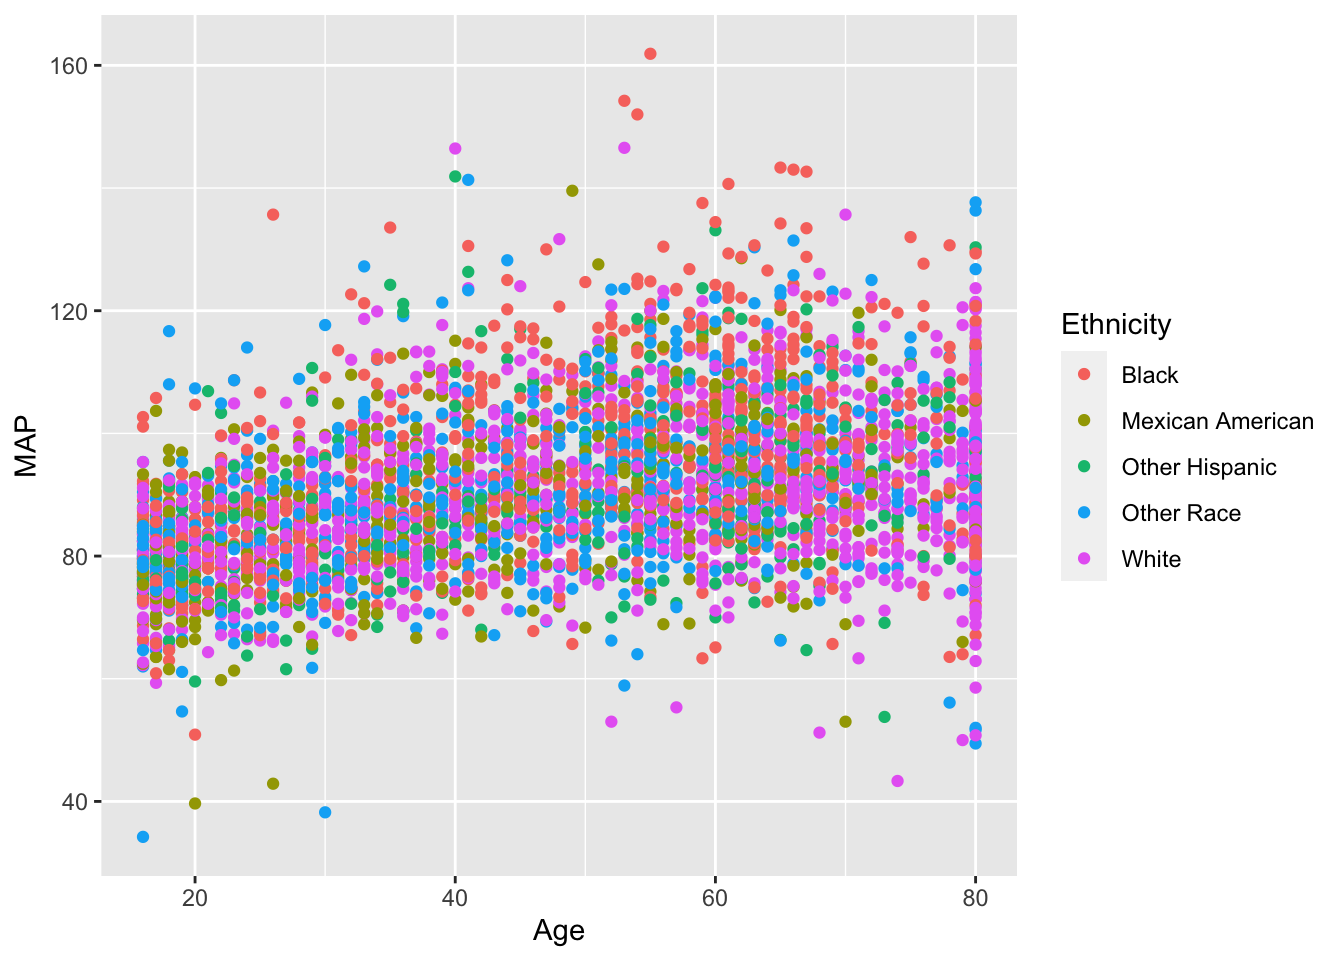 160
120
80
40
MAP
20 40 60 80
Age
Ethnicity
Black
Mexican American
Other Hispanic
Other Race
White